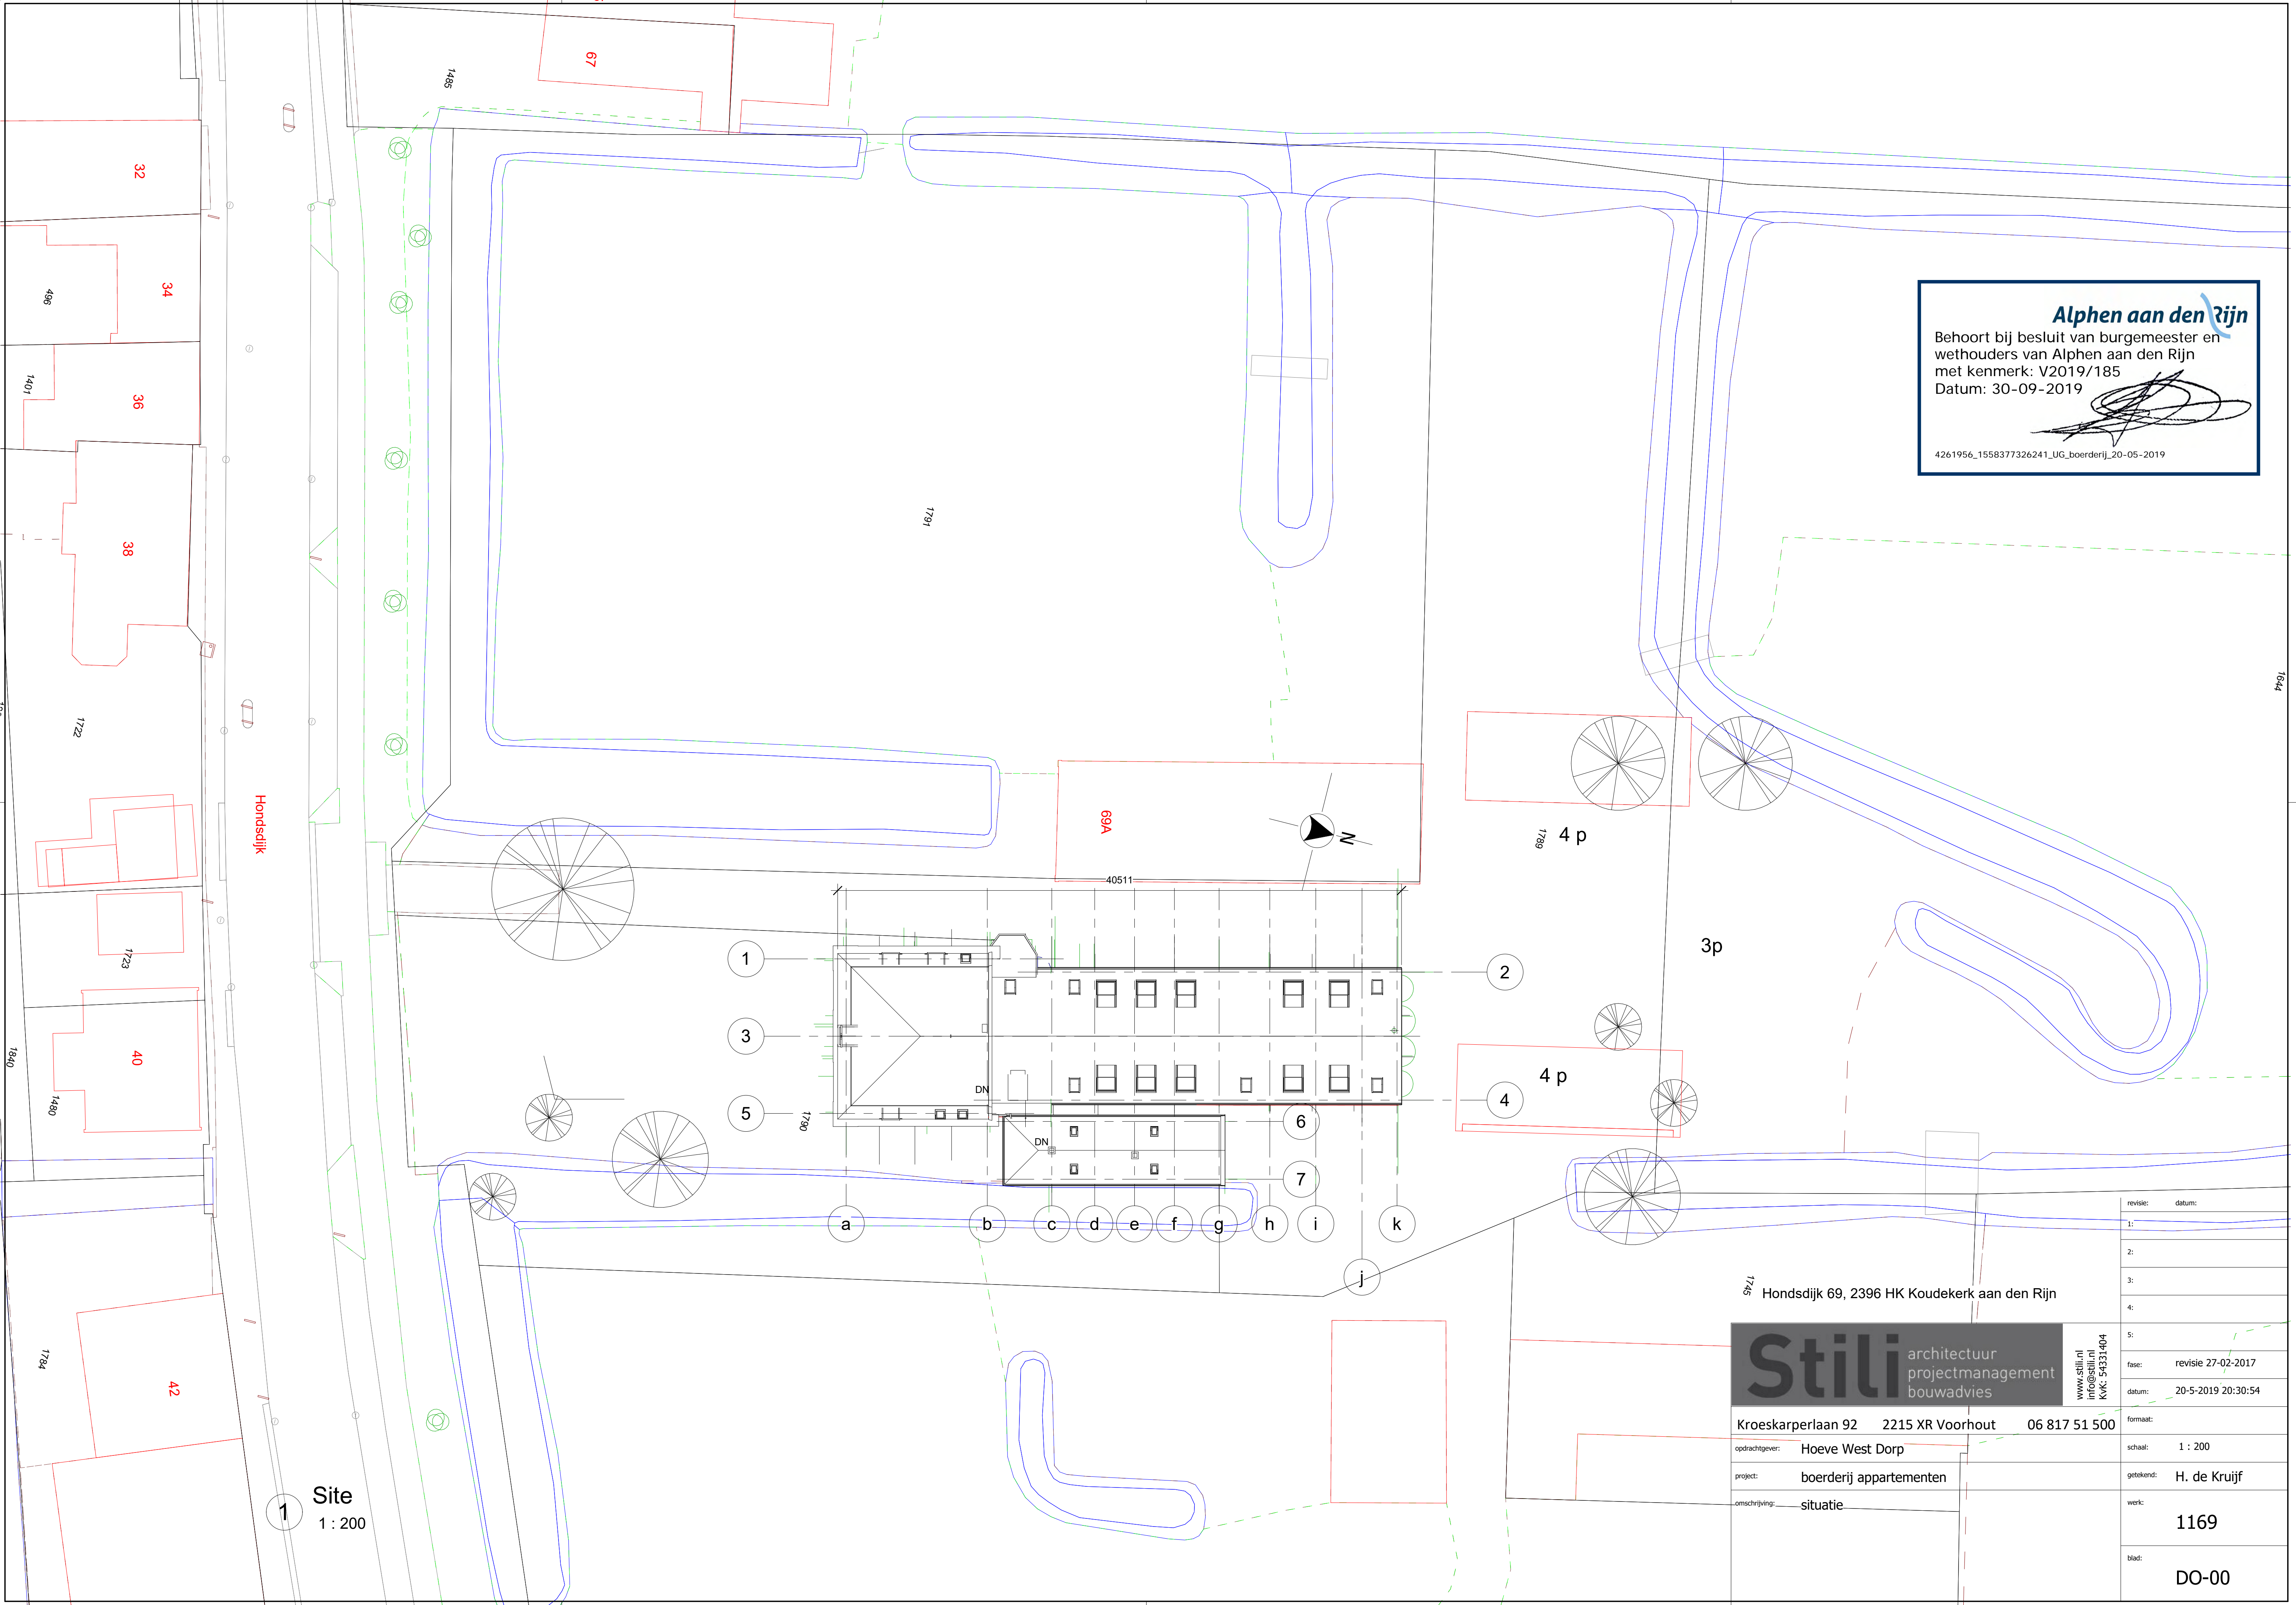 67
1485
32
34
496
1401
36
38
1722
Hondsdijk
1723
40
1840
1480
1784
42
1791
69A
N
1789
4 p
3p
4 p
1644
40511
1
2
3
4
5
6
7
DN
DN
1790
a
b
c
d
e
f
g
h
i
k
j
1745
Alphen aan den Rijn
Behoort bij besluit van burgemeester en
wethouders van Alphen aan den Rijn
met kenmerk: V2019/185
Datum: 30-09-2019
4261956_1558377326241_UG_boerderij_20-05-2019
1
Site
1 : 200
Hondsdijk 69, 2396 HK Koudekerk aan den Rijn
Stili
architectuur
projectmanagement
bouwadvies
www.stili.nl
info@stili.nl
KvK: 54331404
Kroeskarperlaan 92 2215 XR Voorhout 06 817 51 500
opdrachtgever: Hoeve West Dorp
project: boerderij appartementen
omschrijving: situatie
revisie: datum:
1:
2:
3:
4:
5:
fase: revisie 27-02-2017
datum: 20-5-2019 20:30:54
formaat:
schaal: 1 : 200
getekend: H. de Kruijf
werk:
1169
blad:
DO-00